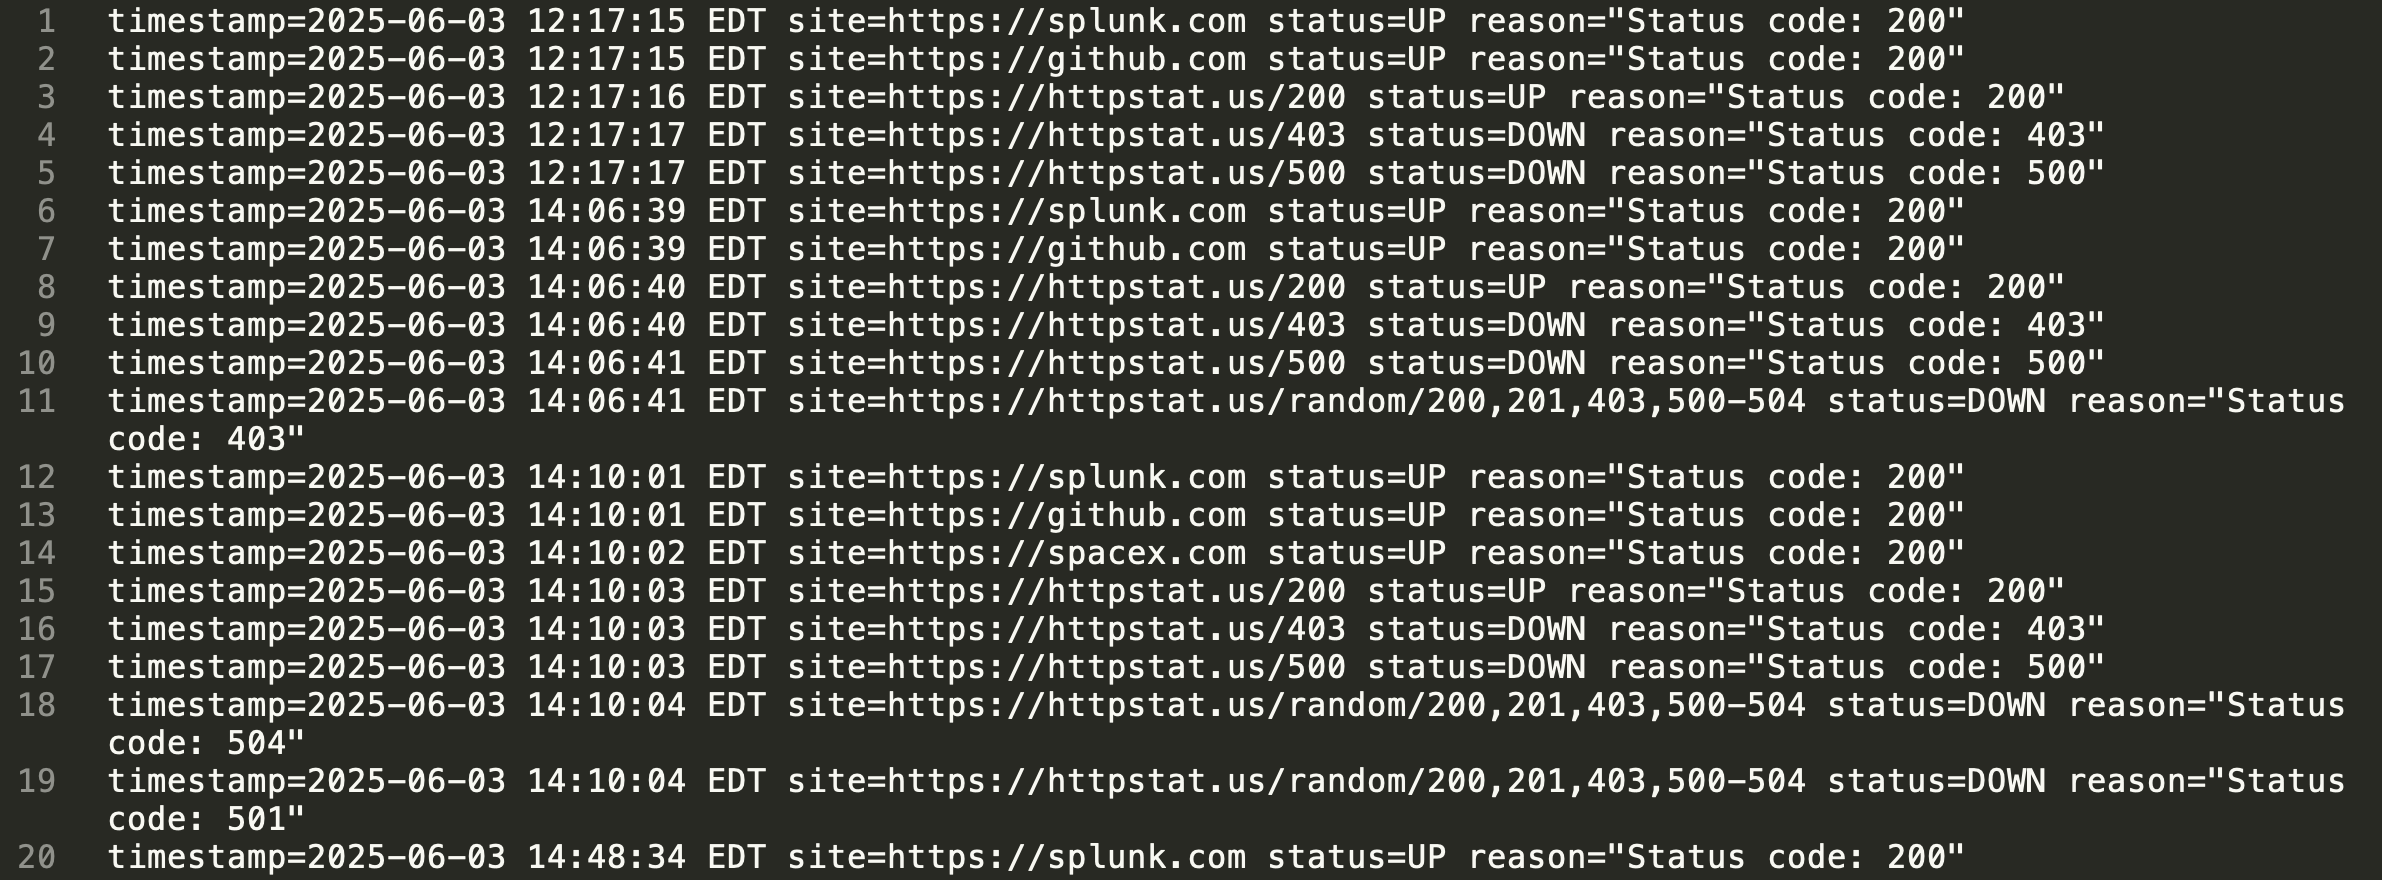 1 timestamp=2025-06-03 12:17:15 EDT site=https://splunk.com status=UP reason="Status code: 200"
2 timestamp=2025-06-03 12:17:15 EDT site=https://github.com status=UP reason="Status code: 200"
3 timestamp=2025-06-03 12:17:16 EDT site=https://httpstat.us/200 status=UP reason="Status code: 200"
4 timestamp=2025-06-03 12:17:17 EDT site=https://httpstat.us/403 status=DOWN reason="Status code: 403"
5 timestamp=2025-06-03 12:17:17 EDT site=https://httpstat.us/500 status=DOWN reason="Status code: 500"
6 timestamp=2025-06-03 14:06:39 EDT site=https://splunk.com status=UP reason="Status code: 200"
7 timestamp=2025-06-03 14:06:39 EDT site=https://github.com status=UP reason="Status code: 200"
8 timestamp=2025-06-03 14:06:40 EDT site=https://httpstat.us/200 status=UP reason="Status code: 200"
9 timestamp=2025-06-03 14:06:40 EDT site=https://httpstat.us/403 status=DOWN reason="Status code: 403"
10 timestamp=2025-06-03 14:06:41 EDT site=https://httpstat.us/500 status=DOWN reason="Status code: 500"
11 timestamp=2025-06-03 14:06:41 EDT site=https://httpstat.us/random/200,201,403,500-504 status=DOWN reason="Status
code: 403"
12 timestamp=2025-06-03 14:10:01 EDT site=https://splunk.com status=UP reason="Status code: 200"
13 timestamp=2025-06-03 14:10:01 EDT site=https://github.com status=UP reason="Status code: 200"
14 timestamp=2025-06-03 14:10:02 EDT site=https://spacex.com status=UP reason="Status code: 200"
15 timestamp=2025-06-03 14:10:03 EDT site=https://httpstat.us/200 status=UP reason="Status code: 200"
16 timestamp=2025-06-03 14:10:03 EDT site=https://httpstat.us/403 status=DOWN reason="Status code: 403"
17 timestamp=2025-06-03 14:10:03 EDT site=https://httpstat.us/500 status=DOWN reason="Status code: 500"
18 timestamp=2025-06-03 14:10:04 EDT site=https://httpstat.us/random/200,201,403,500-504 status=DOWN reason="Status
code: 504"
19 timestamp=2025-06-03 14:10:04 EDT site=https://httpstat.us/random/200,201,403,500-504 status=DOWN reason="Status
code: 501"
20 timestamp=2025-06-03 14:48:34 EDT site=https://splunk.com status=UP reason="Status code: 200"